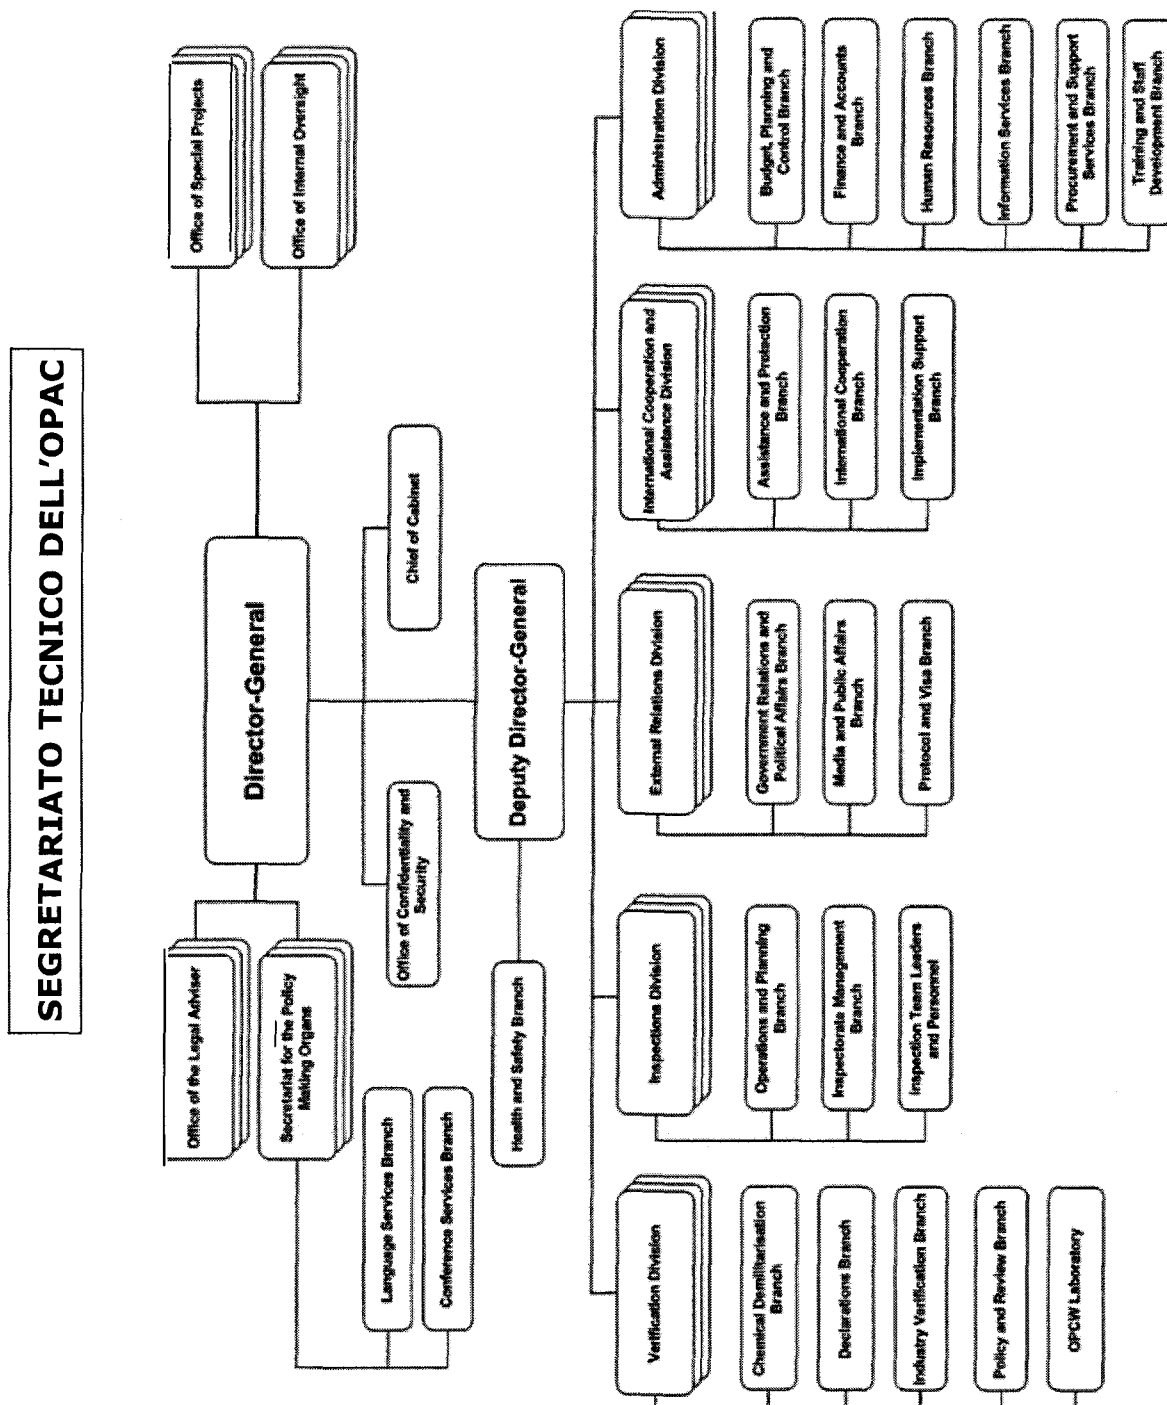 SEGRETARIATO TECNICO DELL'OPAC
Office of the Legal Adviser
Secretariat for the Policy
Making Organs
Language Services Branch
Conference Services Branch
Director-General
Office of Special Projects
Office of Internal Oversight
Office of Confidentiality and
Security
Chief of Cabinet
Health and Safety Branch
Deputy Director-General
Verification Division
Chemical Demilitarisation
Branch
Declarations Branch
Industry Verification Branch
Policy and Review Branch
OPCW Laboratory
Inspections Division
Operations and Planning
Branch
Inspectorate Management
Branch
Inspection Team Leaders
and Personnel
External Relations Division
Government Relations and
Political Affairs Branch
Media and Public Affairs
Branch
Protocol and Visa Branch
International Cooperation and
Assistance Division
Assistance and Protection
Branch
International Cooperation
Branch
Implementation Support
Branch
Administration Division
Budget, Planning and
Control Branch
Finance and Accounts
Branch
Human Resources Branch
Information Services Branch
Procurement and Support
Services Branch
Training and Staff
Development Branch